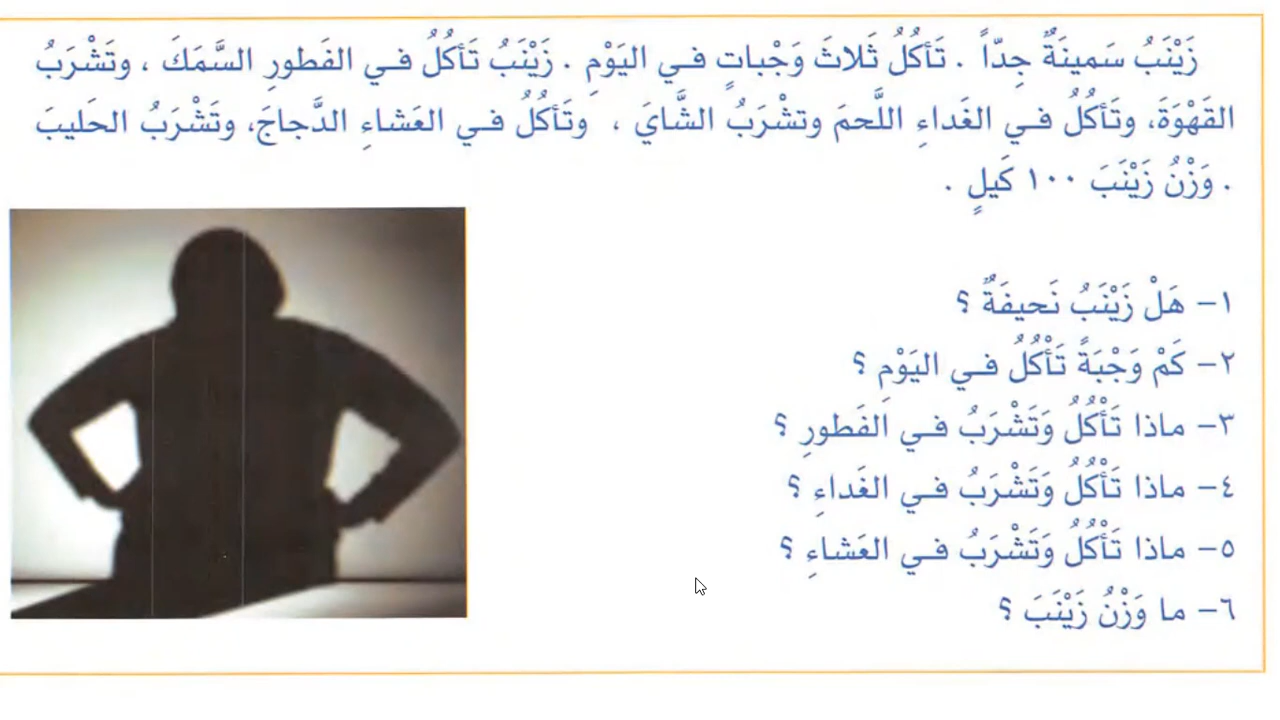 زَيْنَبُ سَمينَةٌ جِدّاً . تَأكُلُ ثَلاثَ وَجْباتٍ في اليَوْمِ . زَيْنَبُ تَأكُلُ في الفَطورِ السَّمَكَ ، وتَشْرَبُ
القَهْوَةَ، وتَأكُلُ في الغَداءِ اللَّحمَ وتشْرَبُ الشَّايَ ، وتَأكُلُ في العَشاءِ الدَّجاجَ، وتَشْرَبُ الحَليبَ
. وَزْنُ زَيْنَبَ ١٠٠ كَيلٍ .
١- هَلْ زَيْنَبُ نَحيفَةٌ ؟
٢- كَمْ وَجْبَةً تَأْكُلُ في اليَوْمِ ؟
٣- ماذا تَأْكُلُ وَتَشْرَبُ في الَفَطورِ ؟
٤- ماذا تَأْكُلُ وَتَشْرَبُ في الغَداءِ ؟
٥- ماذا تَأْكُلُ وَتَشْرَبُ في العَشاءِ ؟
٦- ما وَزْنُ زَيْنَبَ ؟